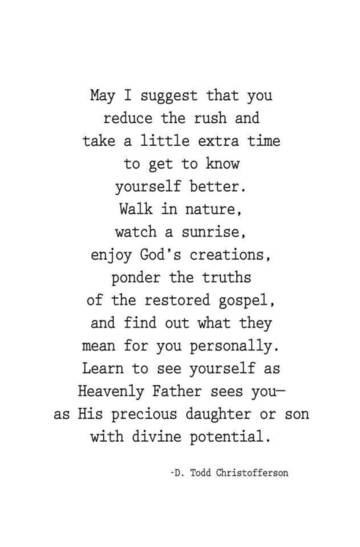 May I suggest that you
reduce the rush and
take a little extra time
to get to know
yourself better.
Walk in nature,
watch a sunrise,
enjoy God's creations,
ponder the truths
of the restored gospel,
and find out what they
mean for you personally.
Learn to see yourself as
Heavenly Father sees you—
as His precious daughter or son
with divine potential.
-D. Todd Christofferson